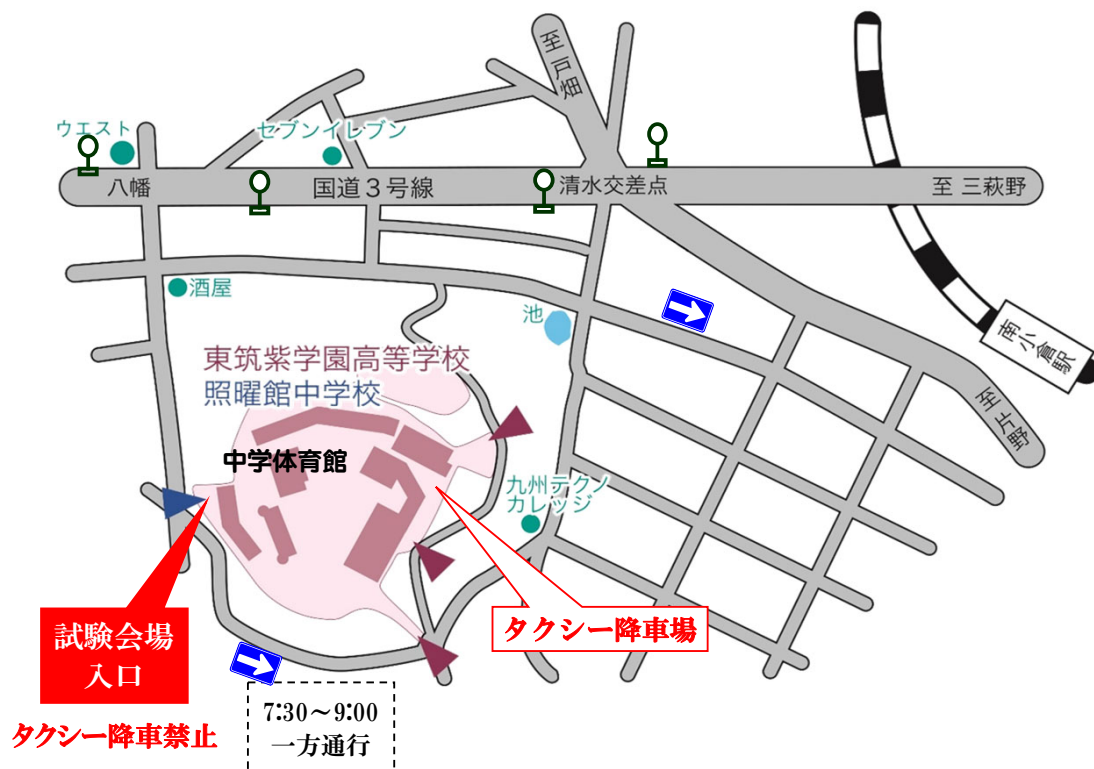 至戸畑
ウエスト
セブンイレブン
八幡
国道３号線
清水交差点
至 三萩野
酒屋
池
南小倉駅
東筑紫学園高等学校
照曜館中学校
至片野
中学体育館
九州テクノ
カレッジ
タクシー降車場
試験会場
入口
タクシー降車禁止
7:30～9:00
一方通行